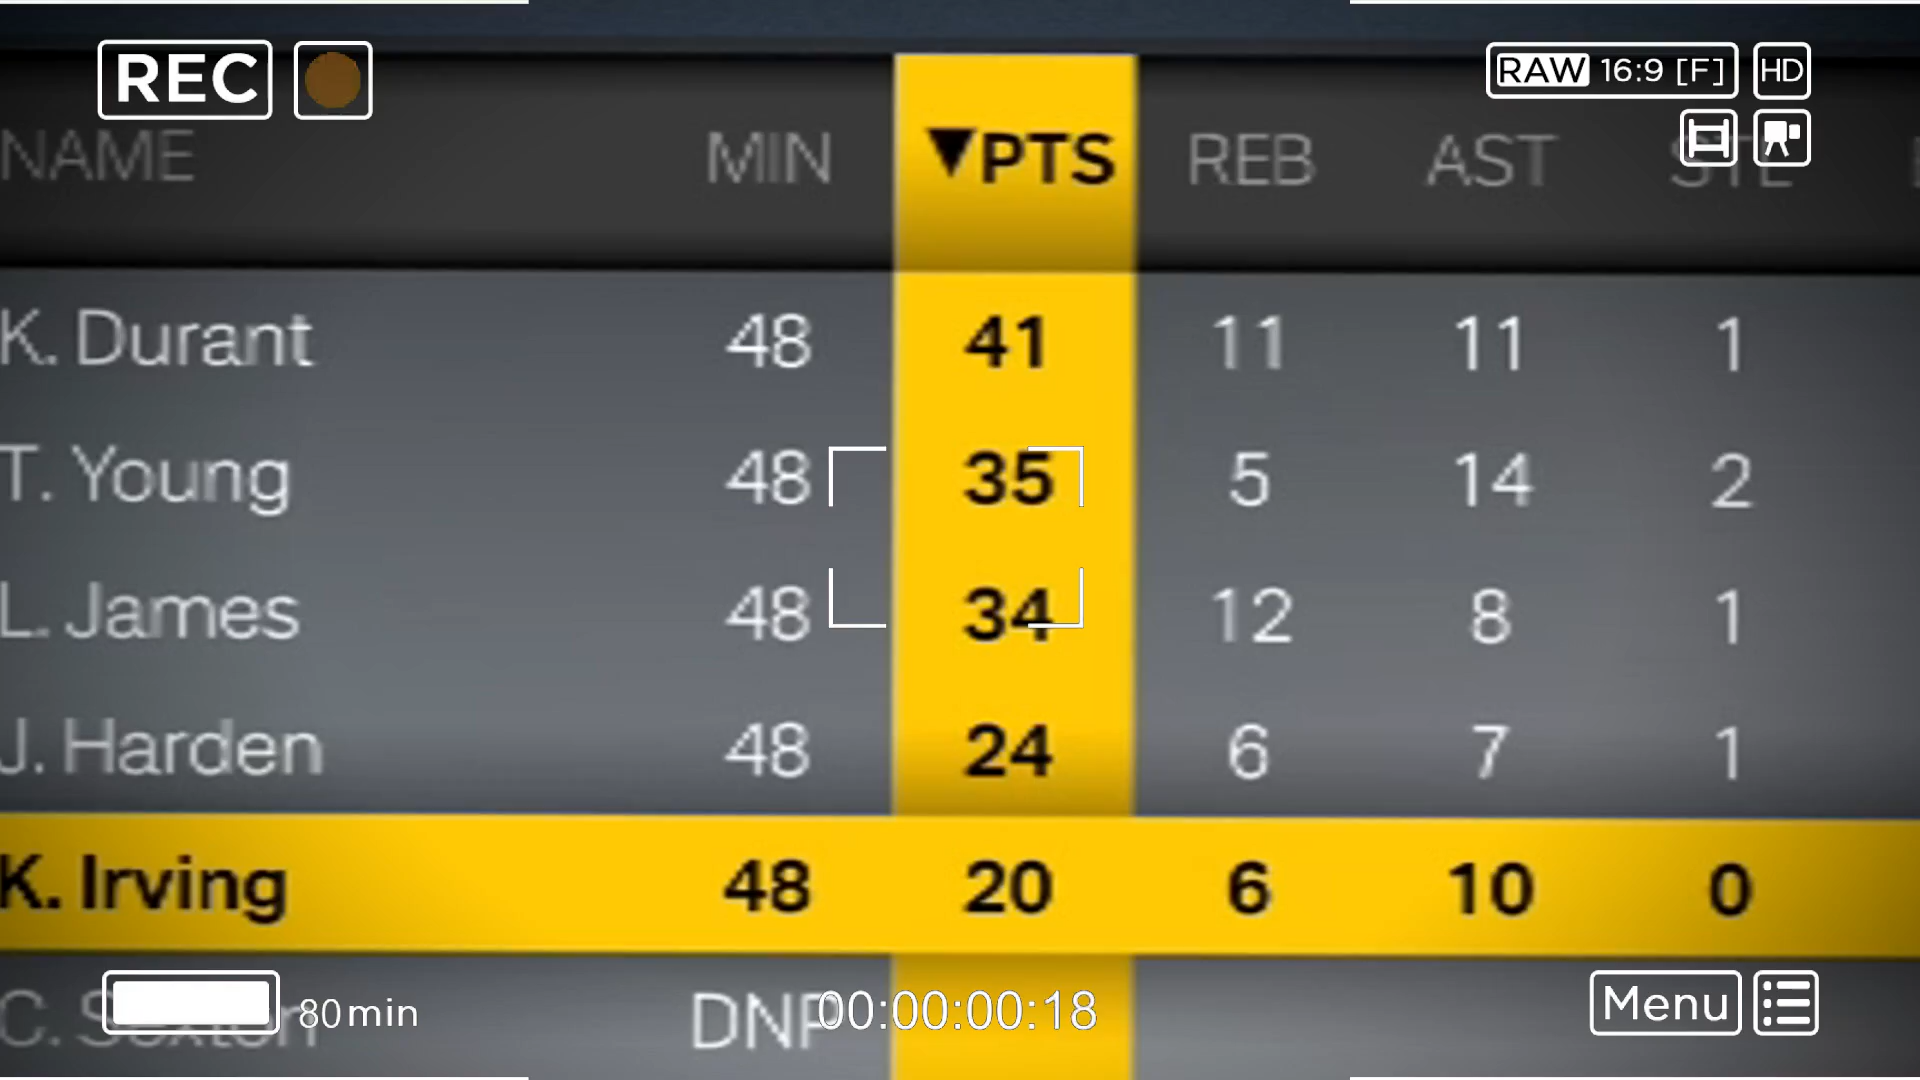 REC RAW 16:9 [F] HD
NAME MIN ▼PTS REB AST STL
K. Durant 48 41 11 11 1
T. Young 48 35 5 14 2
L. James 48 34 12 8 1
J. Harden 48 24 6 7 1
K. Irving 48 20 6 10 0
C. Sexton DNP
80min 00:00:00:18 Menu